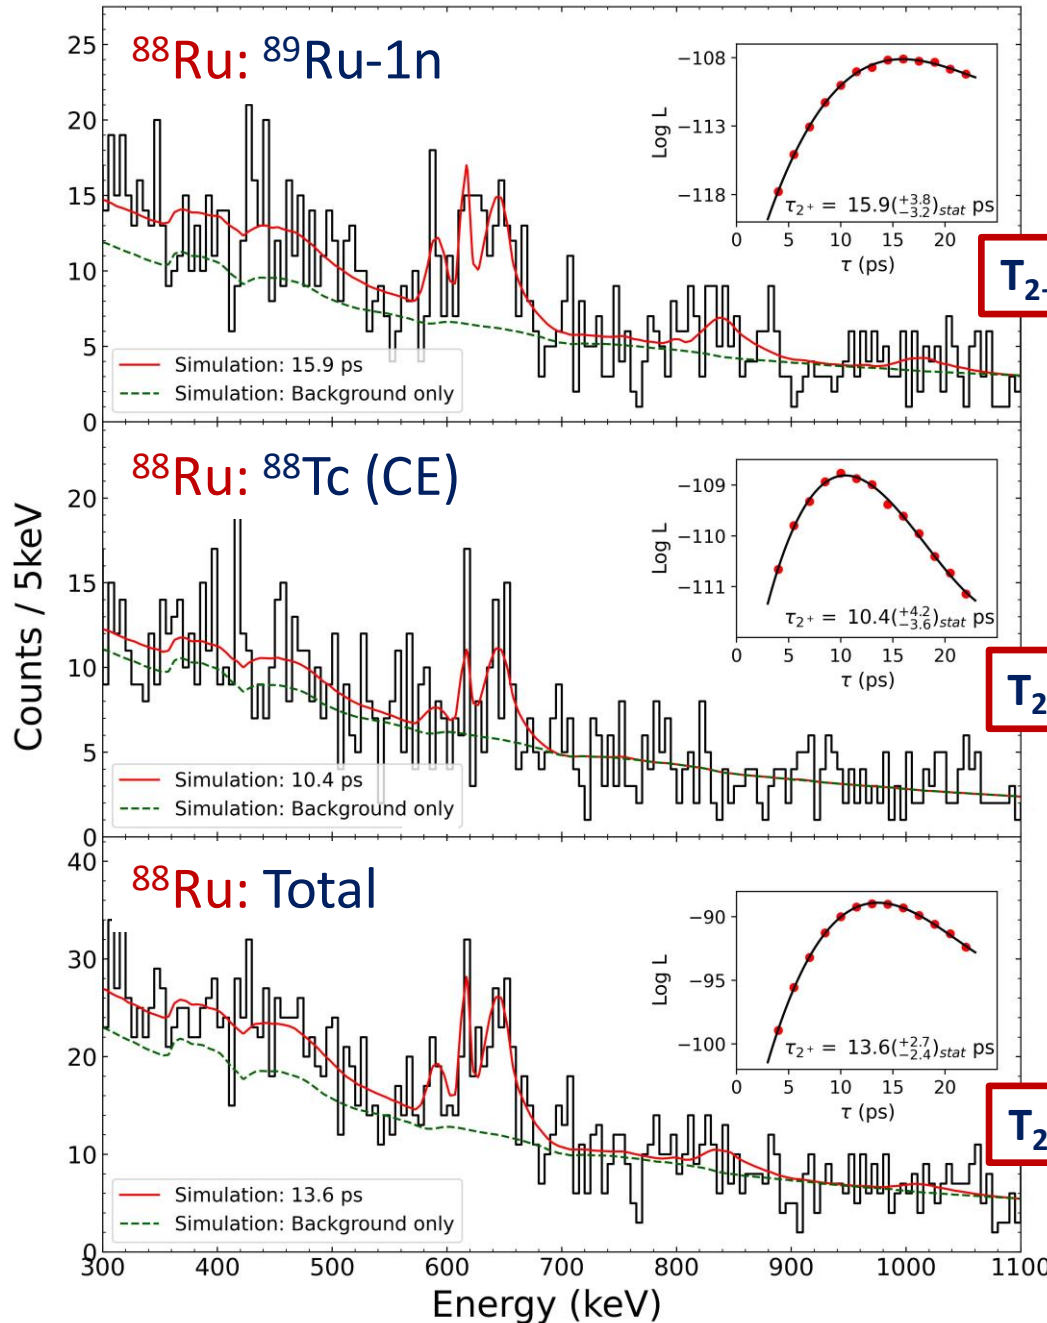 ⁸⁸Ru: ⁸⁹Ru-1n
25
20
15
10
5
0
−108
−113
−118
Log L
τ₂⁺ = 15.9(⁺³·⁸₋₃.₂)stat ps
0 5 10 15 20
τ (ps)
T₂₊
Simulation: 15.9 ps
Simulation: Background only
⁸⁸Ru: ⁸⁸Tc (CE)
20
15
10
5
0
−109
−110
−111
Log L
τ₂⁺ = 10.4(⁺⁴·²₋₃.₆)stat ps
0 5 10 15 20
τ (ps)
T₂
Simulation: 10.4 ps
Simulation: Background only
Counts / 5keV
⁸⁸Ru: Total
40
30
20
10
0
−90
−95
−100
Log L
τ₂⁺ = 13.6(⁺²·⁷₋₂.₄)stat ps
0 5 10 15 20
τ (ps)
T₂
Simulation: 13.6 ps
Simulation: Background only
300 400 500 600 700 800 900 1000 1100
Energy (keV)